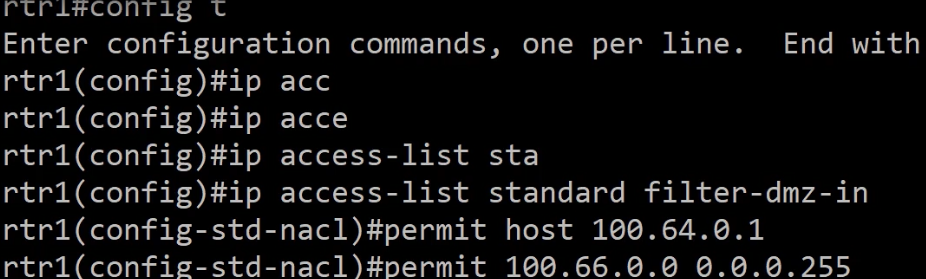 rtr1#config t
Enter configuration commands, one per line.  End with
rtr1(config)#ip acc
rtr1(config)#ip acce
rtr1(config)#ip access-list sta
rtr1(config)#ip access-list standard filter-dmz-in
rtr1(config-std-nacl)#permit host 100.64.0.1
rtr1(config-std-nacl)#permit 100.66.0.0 0.0.0.255